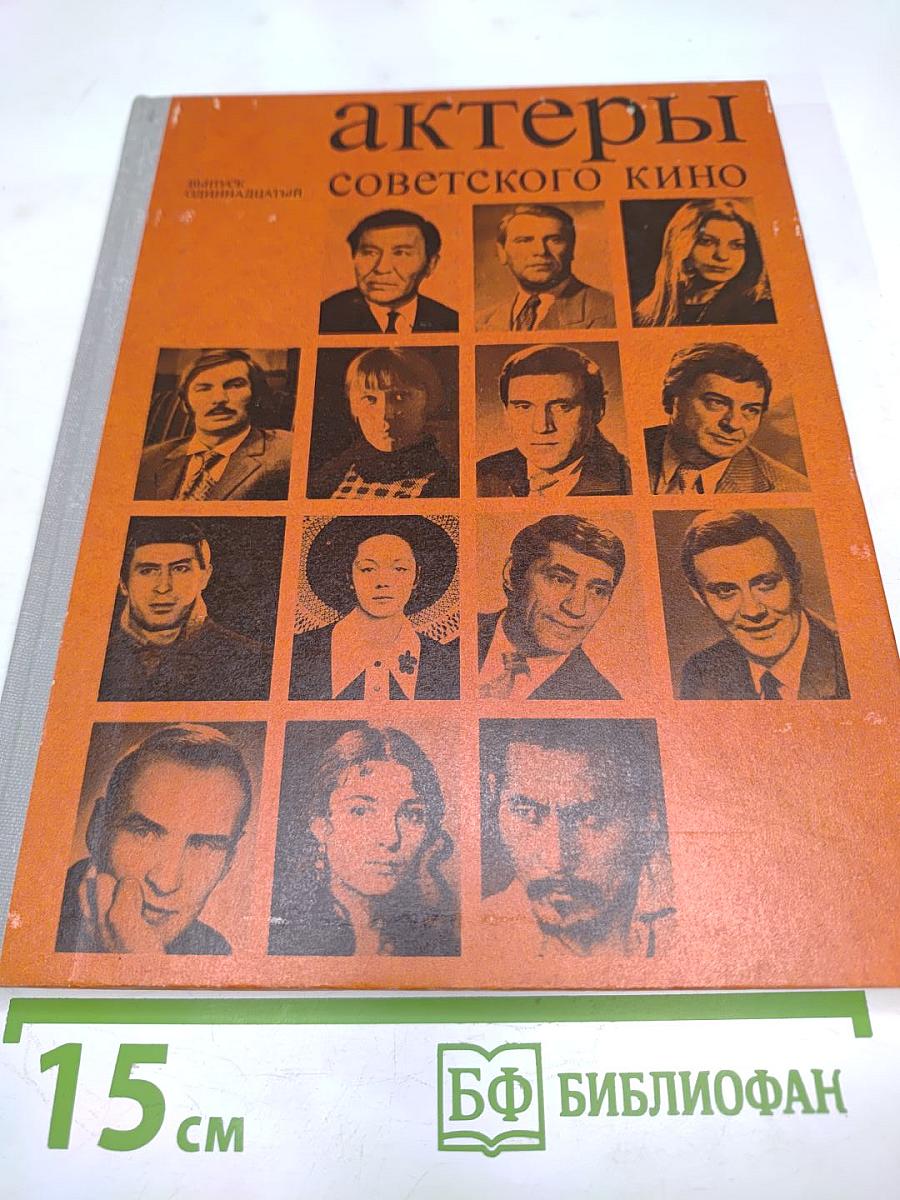 актеры
советского кино
ВЫПУСК
ОДИННАДЦАТЫЙ
15 см
БФ БИБЛИОФАН